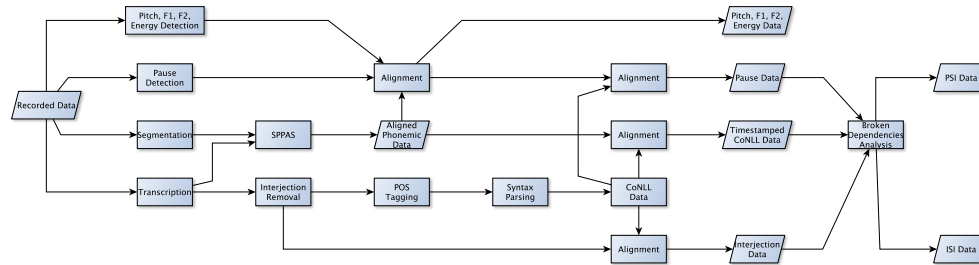 Pitch, F1, F2,
Energy Detection
Pitch, F1, F2,
Energy Data
Pause
Detection
Alignment
Alignment
Pause Data
PSI Data
Recorded Data
Segmentation
SPPAS
Aligned
Phonemic
Data
Alignment
Timestamped
CoNLL Data
Broken
Dependencies
Analysis
Transcription
Interjection
Removal
POS
Tagging
Syntax
Parsing
CoNLL
Data
Alignment
Interjection
Data
ISI Data